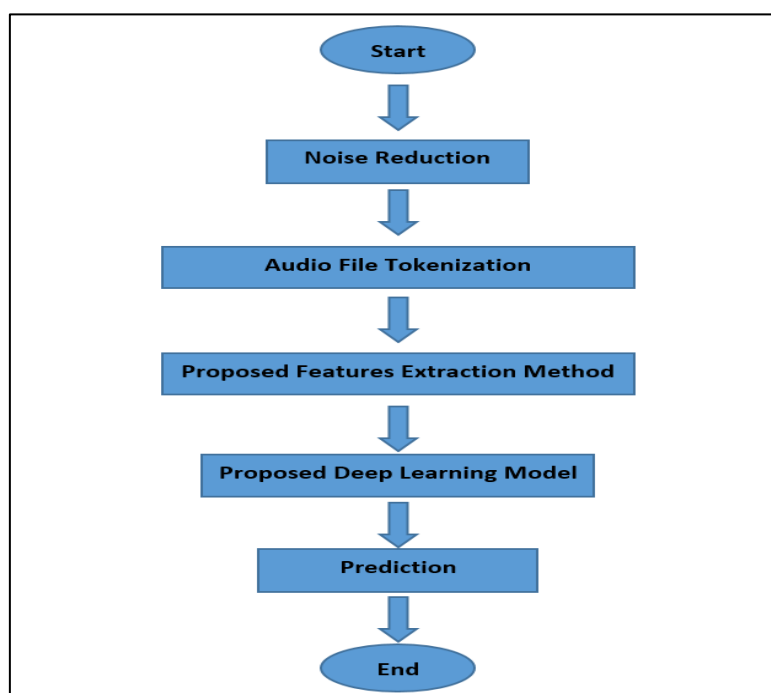 Start
Noise Reduction
Audio File Tokenization
Proposed Features Extraction Method
Proposed Deep Learning Model
Prediction
End